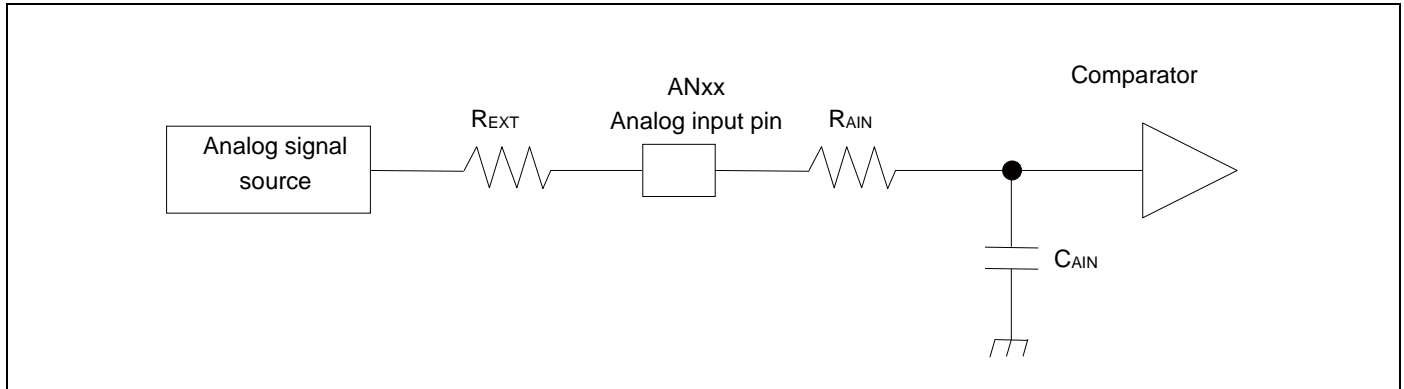 Comparator
ANxx
Analog input pin
REXT
RAIN
Analog signal
source
CAIN